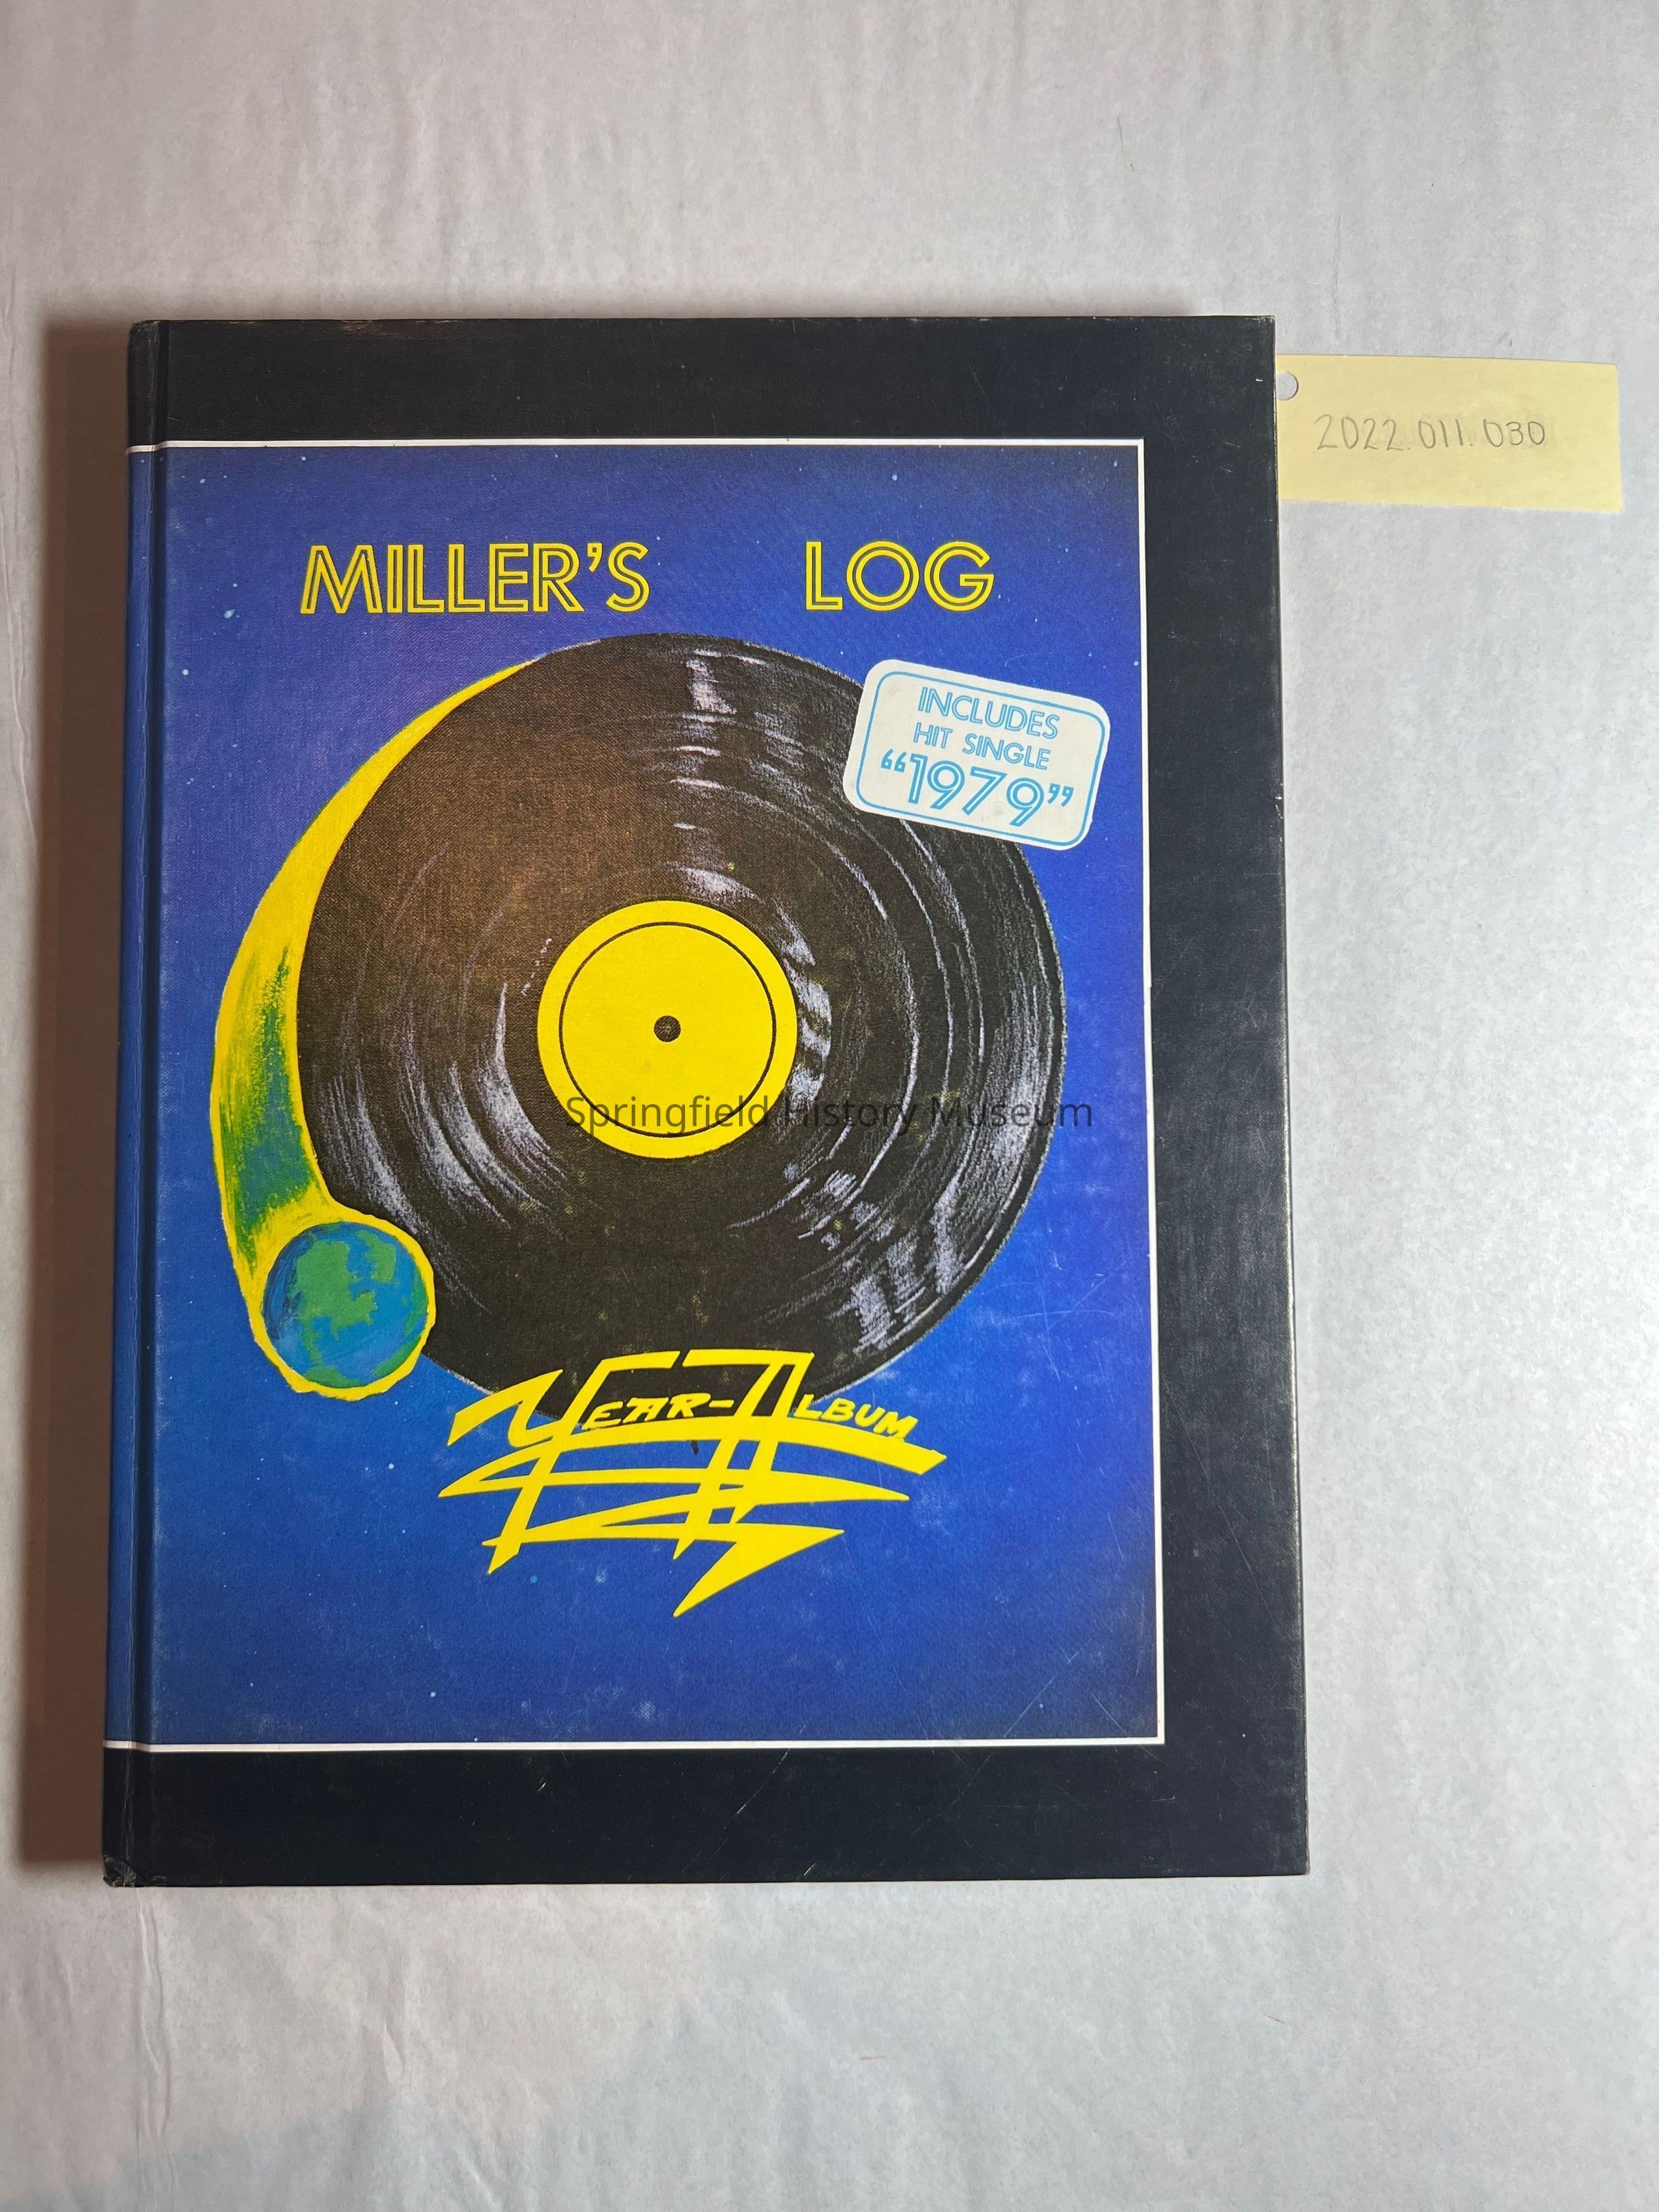 2022.011.030
MILLER'S LOG
INCLUDES
HIT SINGLE
“1979”
Springfield History Museum
YEAR-ALBUM